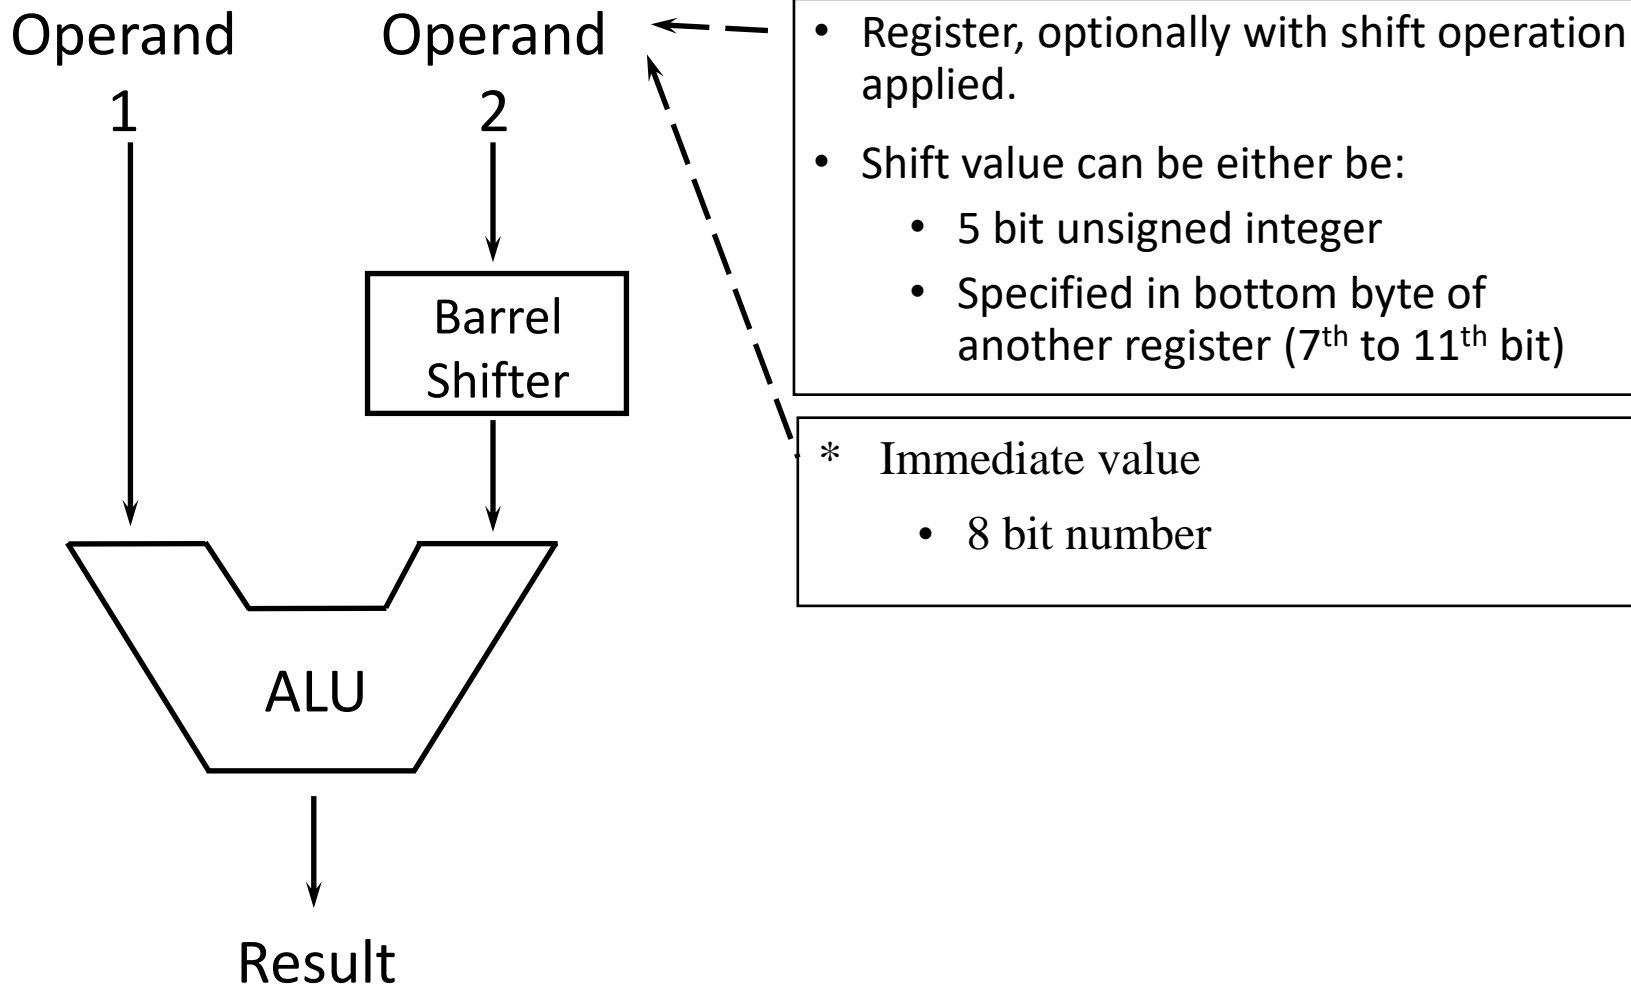 Operand
1
Operand
2
Barrel
Shifter
ALU
Result
• Register, optionally with shift operation
applied.
• Shift value can be either be:
• 5 bit unsigned integer
• Specified in bottom byte of
another register (7th to 11th bit)
* Immediate value
• 8 bit number